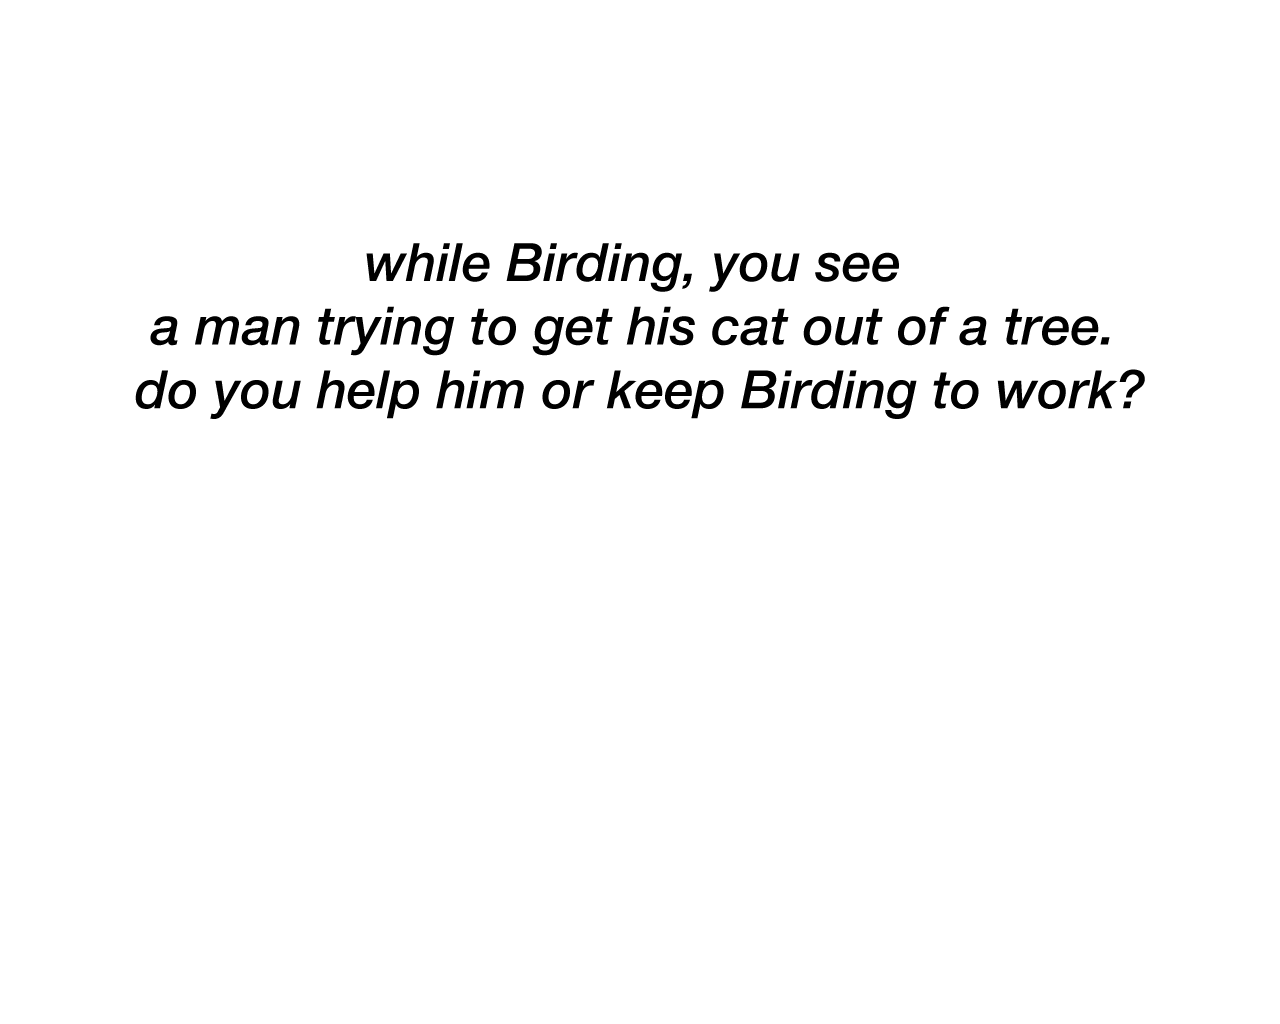 while Birding, you see
a man trying to get his cat out of a tree.
do you help him or keep Birding to work?